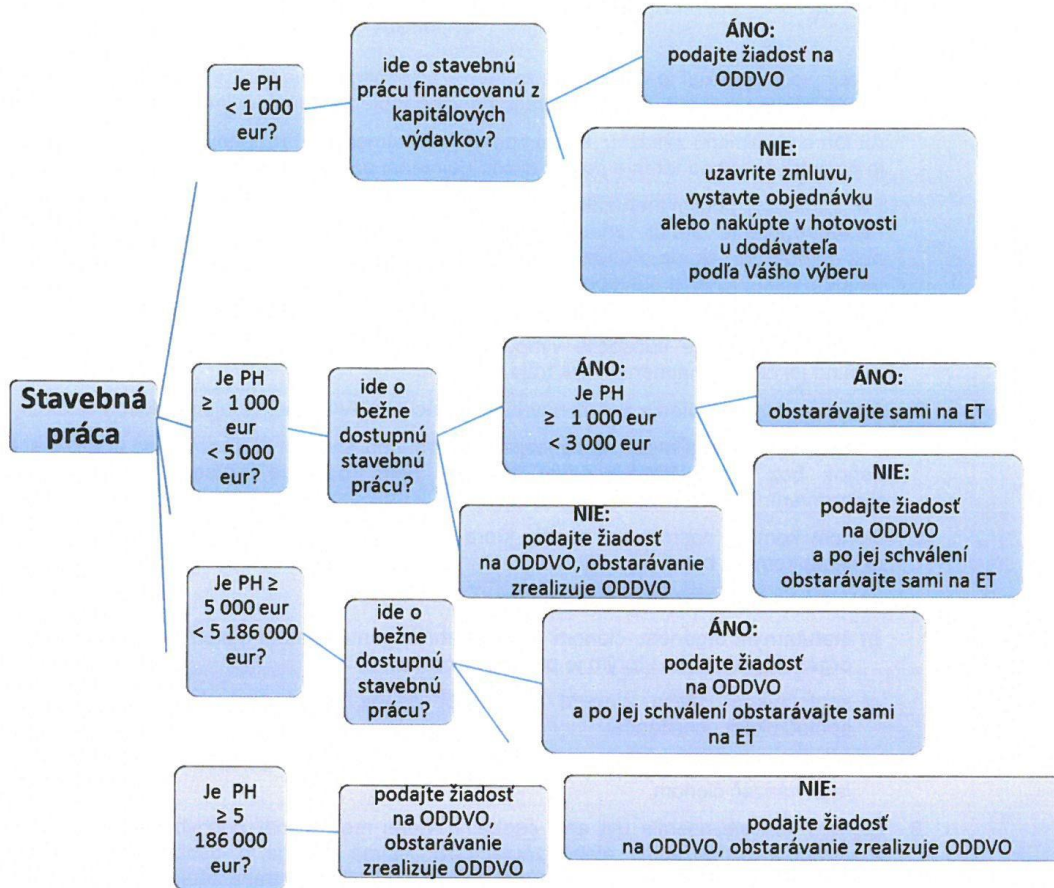 Stavebná
práca
Je PH
< 1 000
eur?
ide o stavebnú
prácu financovanú z
kapitálových
výdavkov?
ÁNO:
podajte žiadosť na
ODDVO
NIE:
uzavrite zmluvu,
vystavte objednávku
alebo nakúpte v hotovosti
u dodávateľa
podľa Vášho výberu
Je PH
≥ 1 000
eur
< 5 000
eur?
ide o
bežne
dostupnú
stavebnú
prácu?
ÁNO:
Je PH
≥ 1 000 eur
< 3 000 eur
ÁNO:
obstarávajte sami na ET
NIE:
podajte žiadosť
na ODDVO
a po jej schválení
obstarávajte sami na ET
NIE:
podajte žiadosť
na ODDVO, obstarávanie
zrealizuje ODDVO
Je PH ≥
5 000 eur
< 5 186 000
eur?
ide o
bežne
dostupnú
stavebnú
prácu?
ÁNO:
podajte žiadosť
na ODDVO
a po jej schválení obstarávajte sami
na ET
NIE:
podajte žiadosť
na ODDVO, obstarávanie zrealizuje ODDVO
Je PH
≥ 5
186 000
eur?
podajte žiadosť
na ODDVO,
obstarávanie
zrealizuje ODDVO